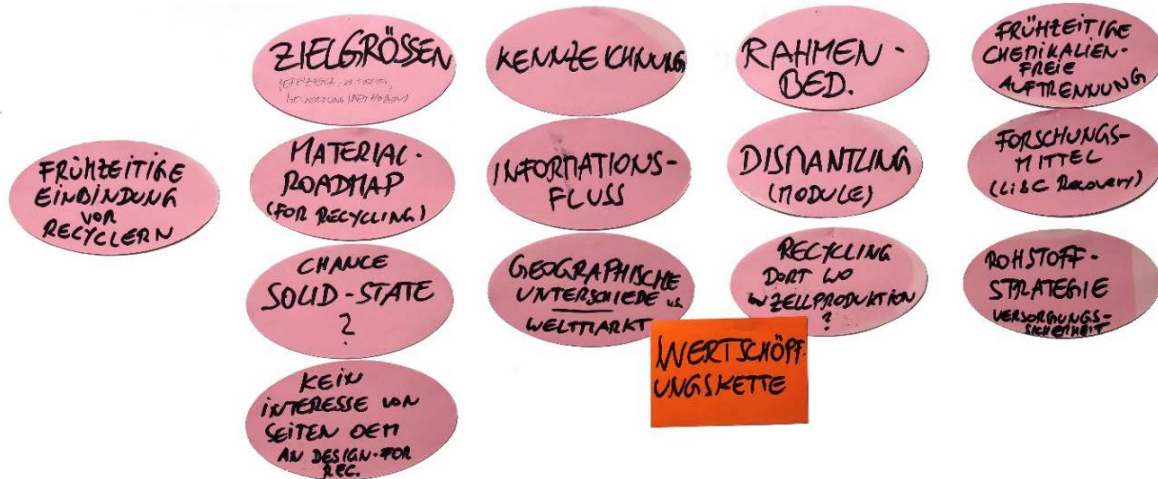 ZIELGRÖSSEN
KENNZEICHNUNG
RAHMEN-
BED.
FRÜHZEITIGE
CHEMIKALIEN-
FREIE
AUFTRENNUNG
FRÜHZEITIGE
EINBINDUNG
VON
RECYCLERN
MATERIAL-
ROADMAP
(FOR RECYCLING)
INFORMATIONS-
FLUSS
DISMANTLING
(MODULE)
FORSCHUNGS-
MITTEL
(Li&C Recovery)
CHANCE
SOLID-STATE
?
GEOGRAPHISCHE
UNTERSCHIEDE vs.
WELTMARKT
RECYCLING
DORT WO
ZELLPRODUKTION
?
ROHSTOFF-
STRATEGIE
VERSORGUNGS-
SICHERHEIT
WERTSCHÖPF-
UNGSKETTE
KEIN
INTERESSE VON
SEITEN OEM
AN DESIGN-FOR
REC.